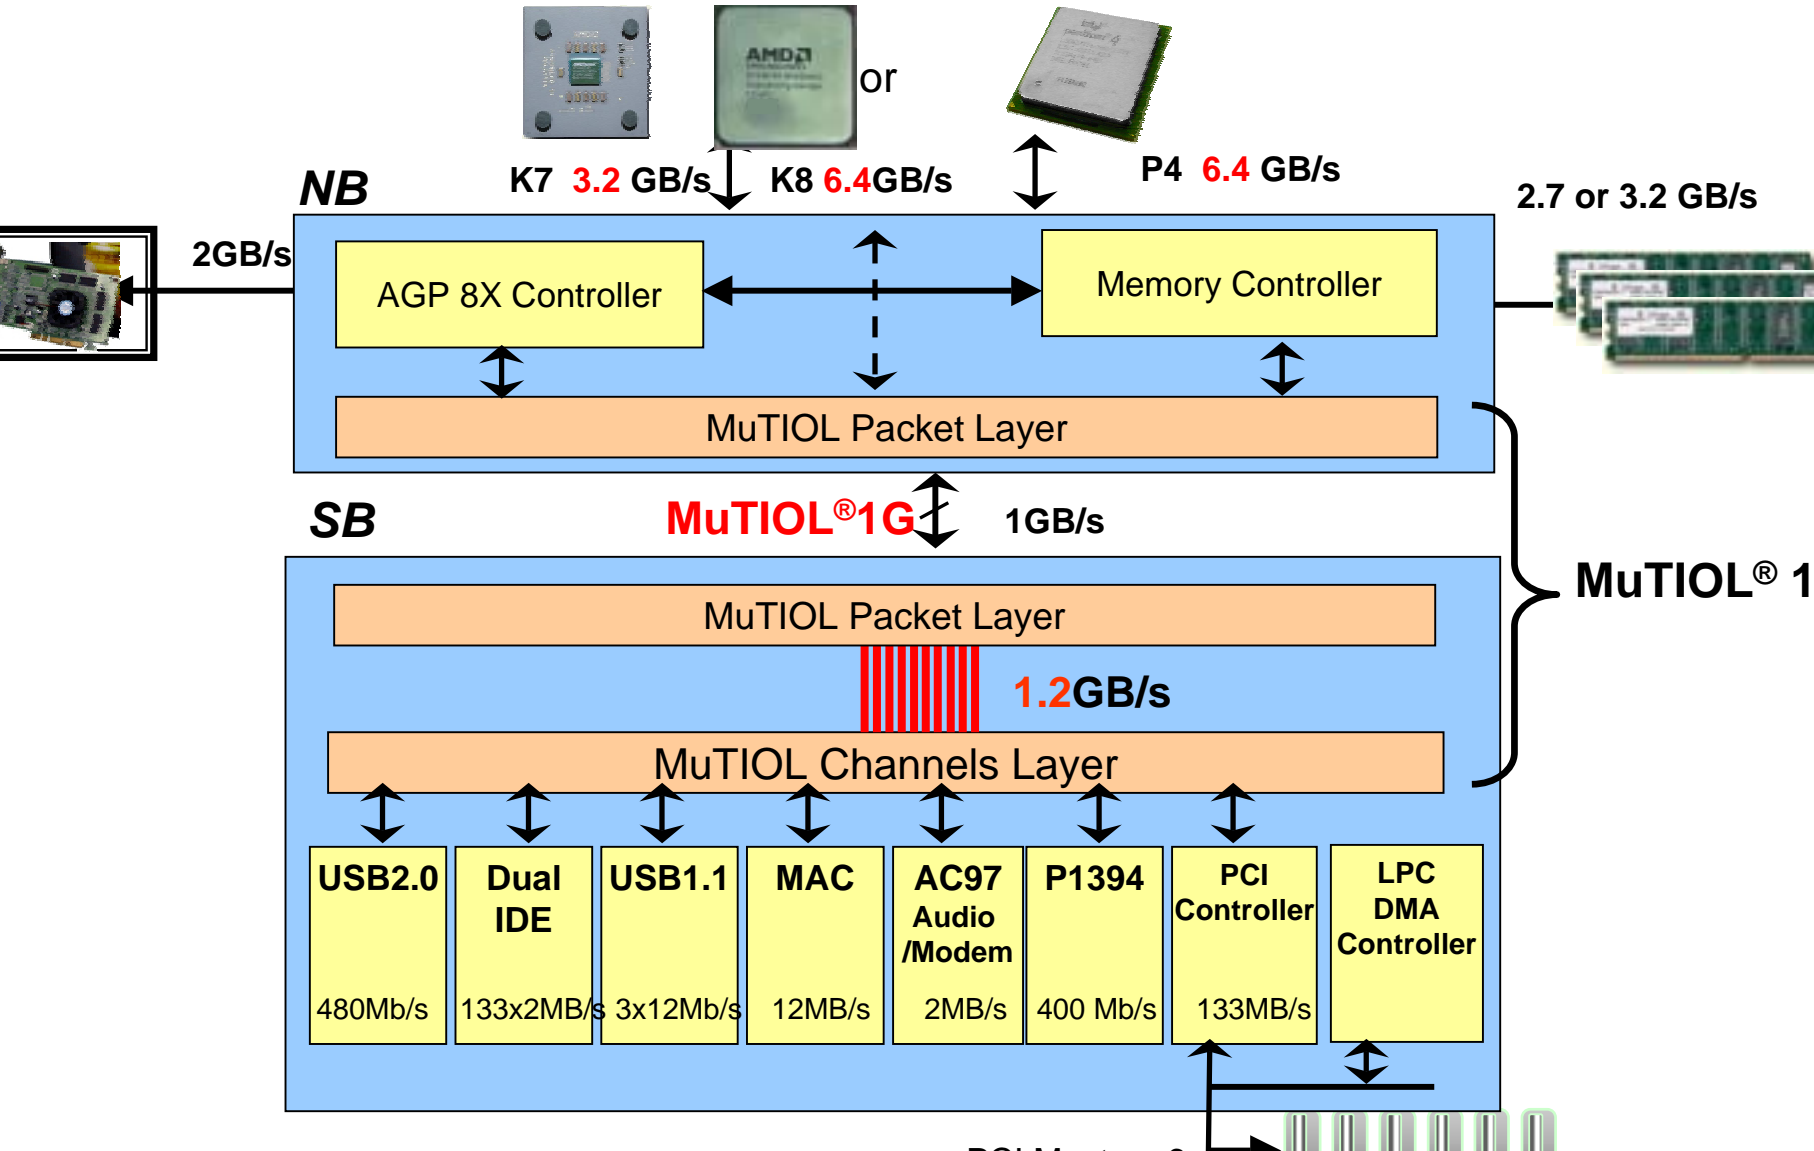 AMD
or
K7 3.2 GB/s
K8 6.4GB/s
P4 6.4 GB/s
NB
2.7 or 3.2 GB/s
2GB/s
AGP 8X Controller
Memory Controller
MuTIOL Packet Layer
SB
MuTIOL®1G
1GB/s
MuTIOL® 1
MuTIOL Packet Layer
1.2GB/s
MuTIOL Channels Layer
USB2.0
480Mb/s
Dual
IDE
133x2MB/s
USB1.1
3x12Mb/s
MAC
12MB/s
AC97
Audio
/Modem
2MB/s
P1394
400 Mb/s
PCI
Controller
133MB/s
LPC
DMA
Controller